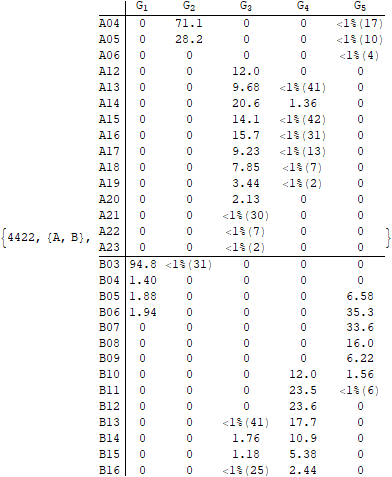 G1 G2 G3 G4 G5
A04 0 71.1 0 0 <1%(17)
A05 0 28.2 0 0 <1%(10)
A06 0 0 0 0 <1%(4)
A12 0 0 12.0 0 0
A13 0 0 9.68 <1%(41) 0
A14 0 0 20.6 1.36 0
A15 0 0 14.1 <1%(42) 0
A16 0 0 15.7 <1%(31) 0
A17 0 0 9.23 <1%(13) 0
A18 0 0 7.85 <1%(7) 0
A19 0 0 3.44 <1%(2) 0
A20 0 0 2.13 0 0
A21 0 0 <1%(30) 0 0
A22 0 0 <1%(7) 0 0
{4422, {A, B}, }
A23 0 0 <1%(2) 0 0
B03 94.8 <1%(31) 0 0 0
B04 1.40 0 0 0 0
B05 1.88 0 0 0 6.58
B06 1.94 0 0 0 35.3
B07 0 0 0 0 33.6
B08 0 0 0 0 16.0
B09 0 0 0 0 6.22
B10 0 0 0 12.0 1.56
B11 0 0 0 23.5 <1%(6)
B12 0 0 0 23.6 0
B13 0 0 <1%(41) 17.7 0
B14 0 0 1.76 10.9 0
B15 0 0 1.18 5.38 0
B16 0 0 <1%(25) 2.44 0